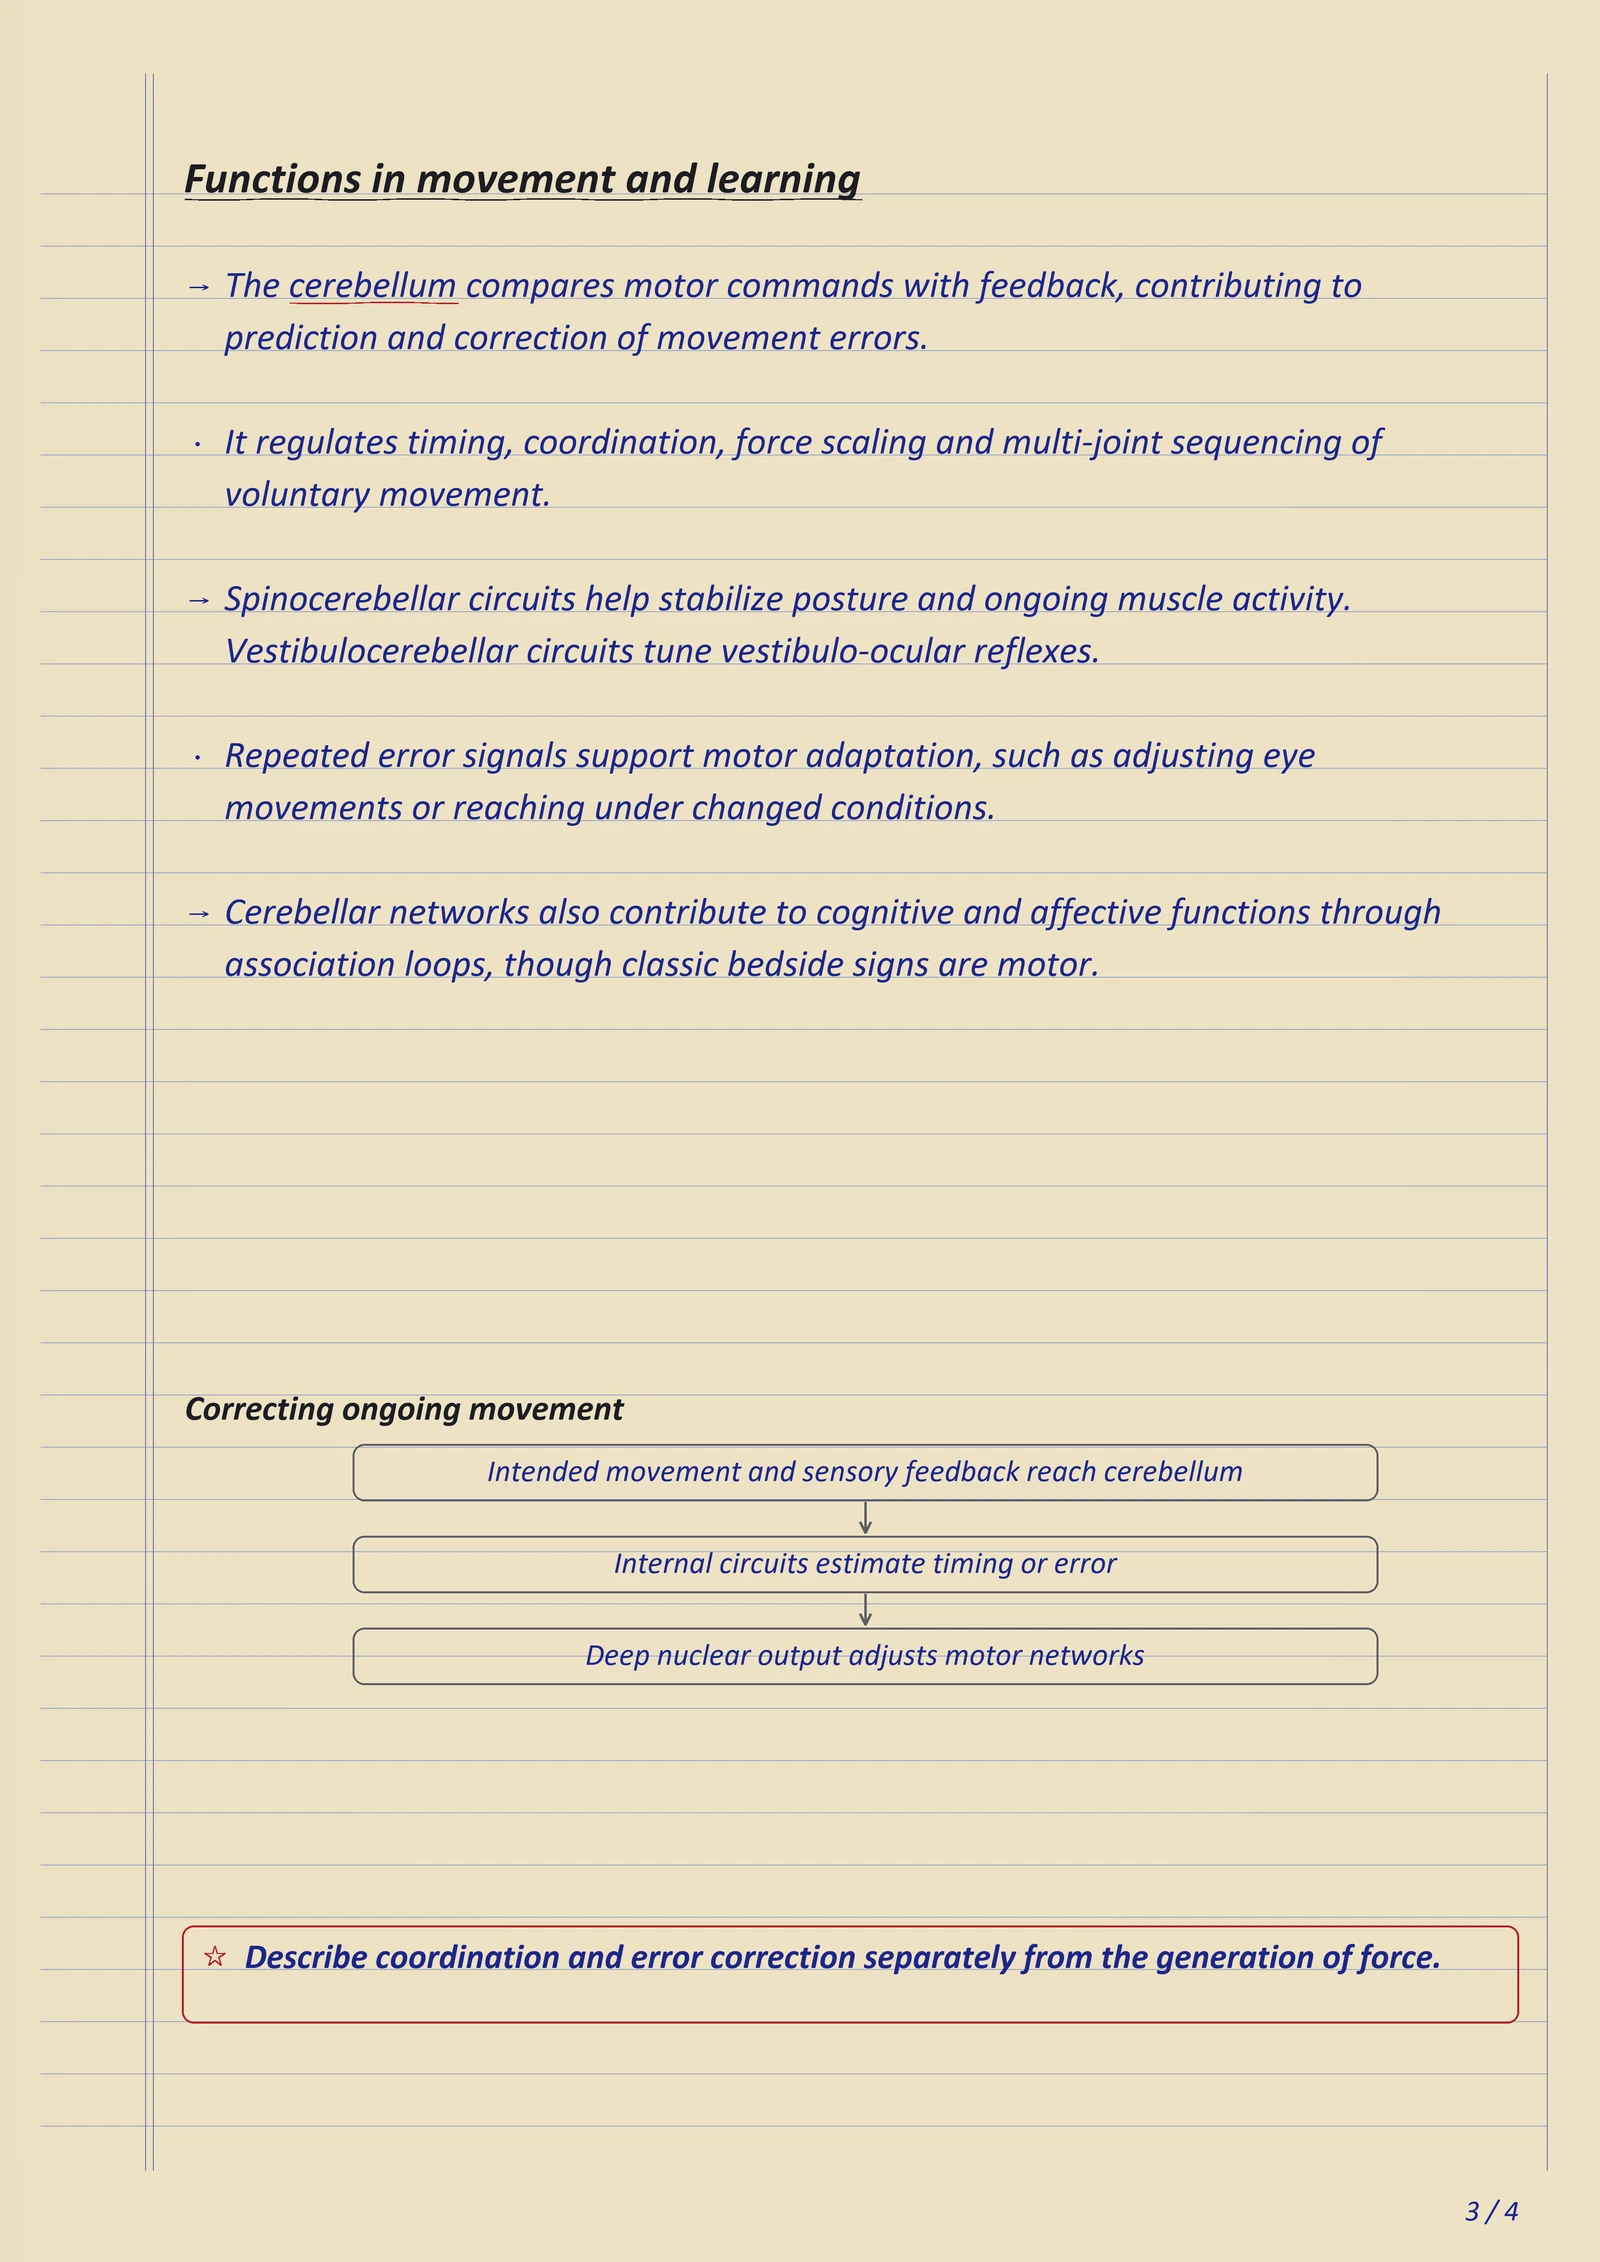 Functions in movement and learning
→ The cerebellum compares motor commands with feedback, contributing to
prediction and correction of movement errors.
· It regulates timing, coordination, force scaling and multi-joint sequencing of
voluntary movement.
→ Spinocerebellar circuits help stabilize posture and ongoing muscle activity.
Vestibulocerebellar circuits tune vestibulo-ocular reflexes.
· Repeated error signals support motor adaptation, such as adjusting eye
movements or reaching under changed conditions.
→ Cerebellar networks also contribute to cognitive and affective functions through
association loops, though classic bedside signs are motor.
Correcting ongoing movement
Intended movement and sensory feedback reach cerebellum
Internal circuits estimate timing or error
Deep nuclear output adjusts motor networks
☆ Describe coordination and error correction separately from the generation of force.
3 / 4